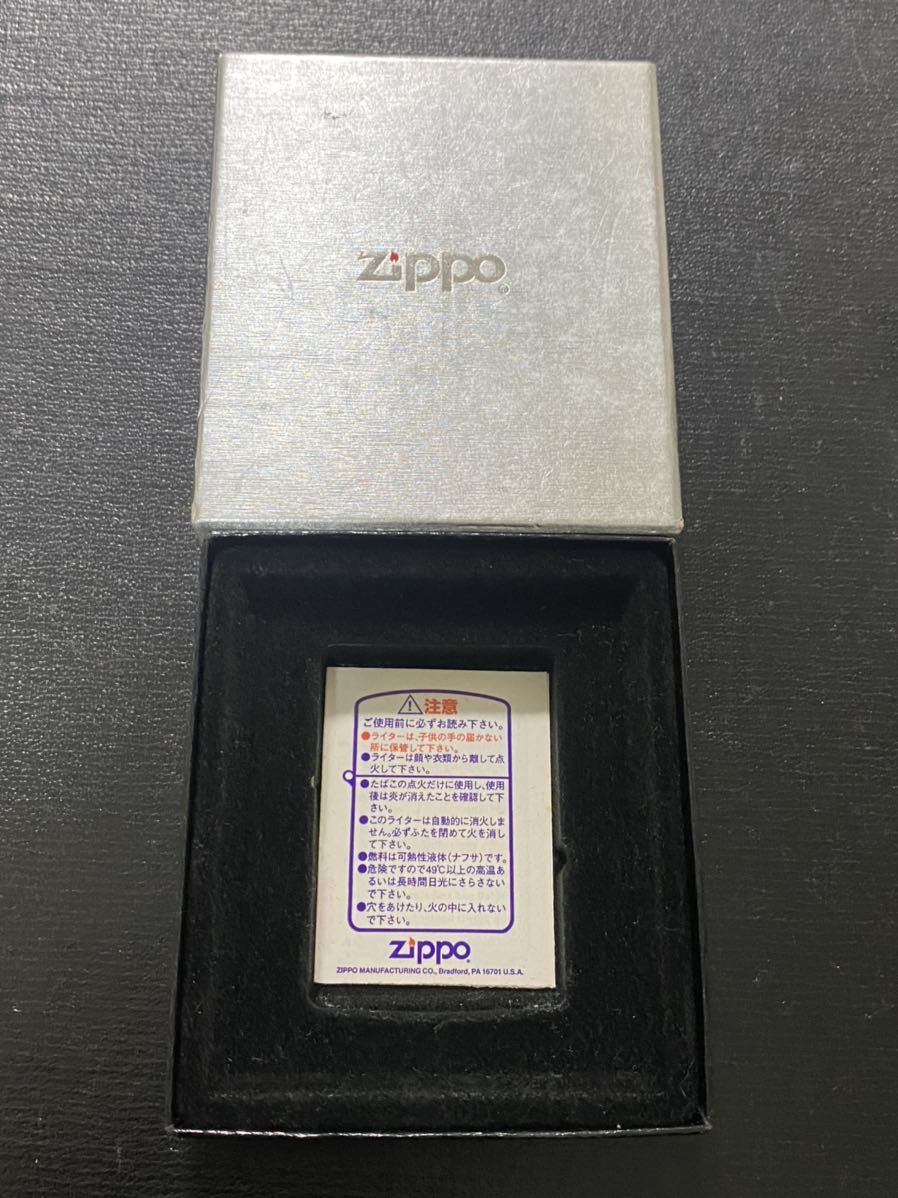 Zippo
注意
ご使用前に必ずお読み下さい。
●ライターは、子供の手の届かない
所に保管して下さい。
●ライターは顔や衣類から離して点
火して下さい。
●たばこの点火だけに使用し、使用
後は炎が消えたことを確認して下
さい。
●このライターは自動的に消火しま
せん。必ずふたを閉めて火を消し
て下さい。
●燃料は可熱性液体(ナフサ)です。
●危険ですので49℃以上の高温あ
るいは長時間日光にさらさない
で下さい。
●穴をあけたり、火の中に入れない
で下さい。
Zippo
ZIPPO MANUFACTURING CO., Bradford, PA 16701 U.S.A.